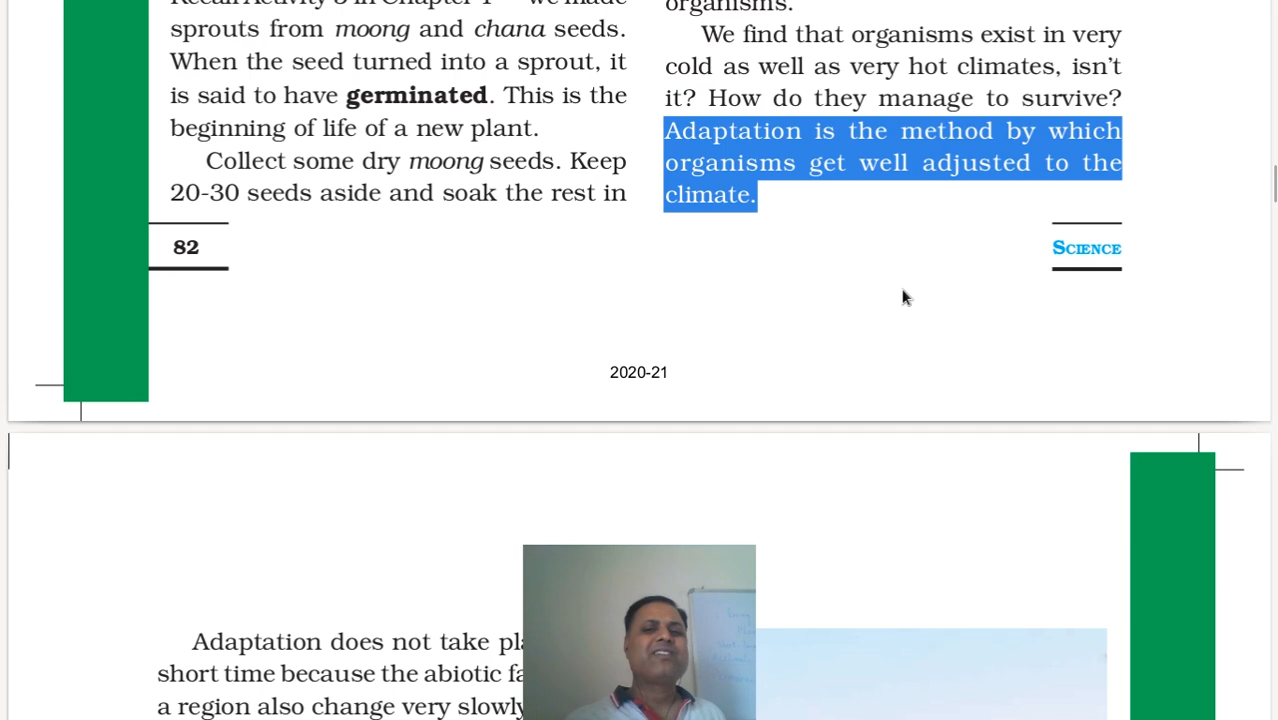 sprouts from moong and chana seeds.
When the seed turned into a sprout, it
is said to have germinated. This is the
beginning of life of a new plant.
Collect some dry moong seeds. Keep
20-30 seeds aside and soak the rest in
82
organisms.
We find that organisms exist in very
cold as well as very hot climates, isn’t
it? How do they manage to survive?
Adaptation is the method by which
organisms get well adjusted to the
climate.
SCIENCE
2020-21
Adaptation does not take
short time because the abiotic
a region also change very slowly